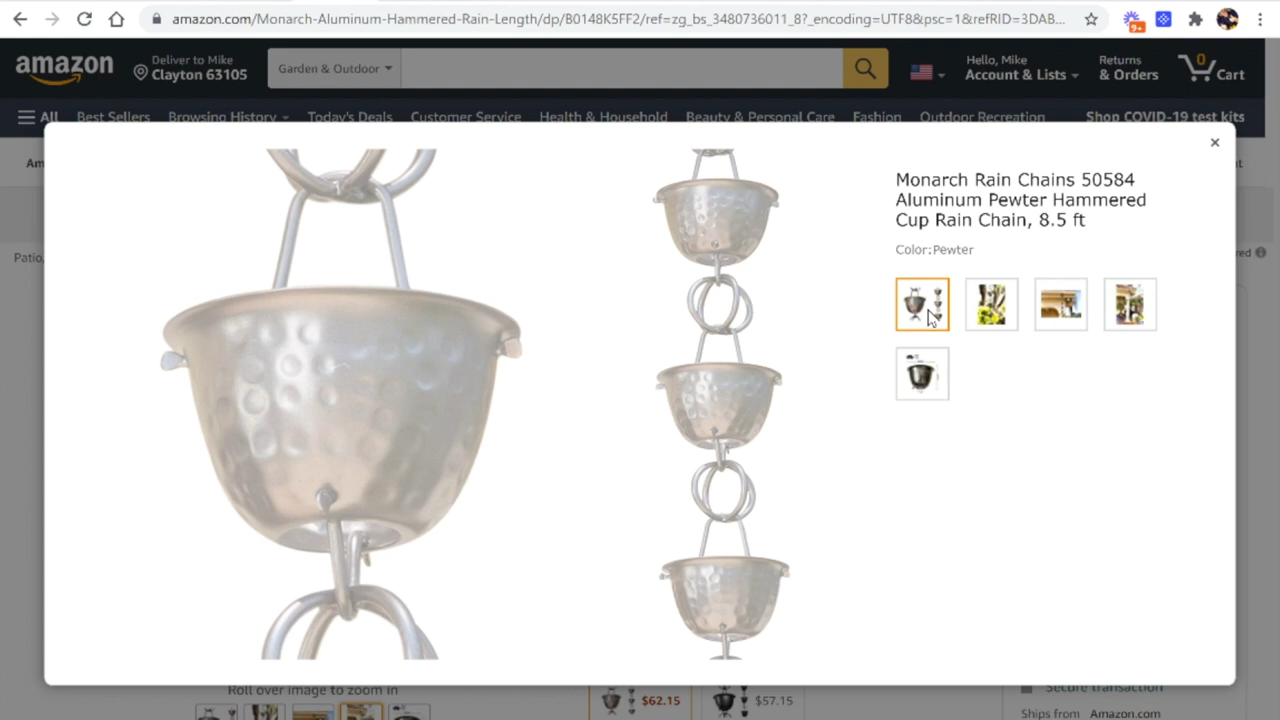 amazon.com/Monarch-Aluminum-Hammered-Rain-Length/dp/B0148K5FF2/ref=zg_bs_3480736011_8?_encoding=UTF8&psc=1&refRID=3DAB...
9+
amazon
Deliver to Mike
Clayton 63105
Garden & Outdoor
Hello, Mike
Account & Lists
Returns
& Orders
0
Cart
All
Best Sellers
Browsing History
Today's Deals
Customer Service
Health & Household
Beauty & Personal Care
Fashion
Outdoor Recreation
Shop COVID-19 test kits
Am
Monarch Rain Chains 50584
Aluminum Pewter Hammered
Cup Rain Chain, 8.5 ft
Color:Pewter
Patio,
Roll over image to zoom in
$62.15
$57.15
Secure transaction
Ships from
Amazon.com